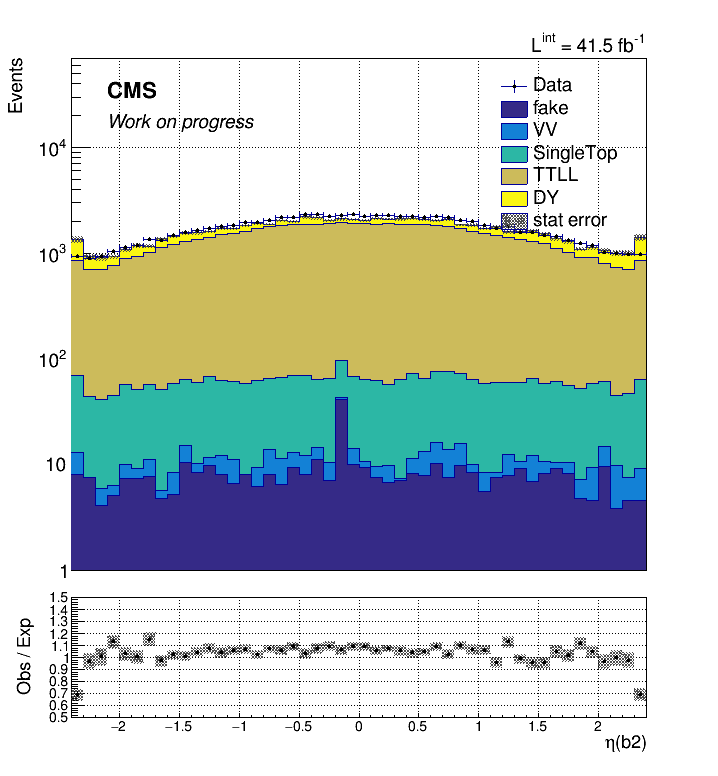 L^int = 41.5 fb^-1
Events
CMS
Work on progress
Data
fake
VV
SingleTop
TTLL
DY
stat error
10^4
10^3
10^2
10
1
Obs / Exp
1.5
1.4
1.3
1.2
1.1
1
0.9
0.8
0.7
0.6
0.5
−2 −1.5 −1 −0.5 0 0.5 1 1.5 2
η(b2)